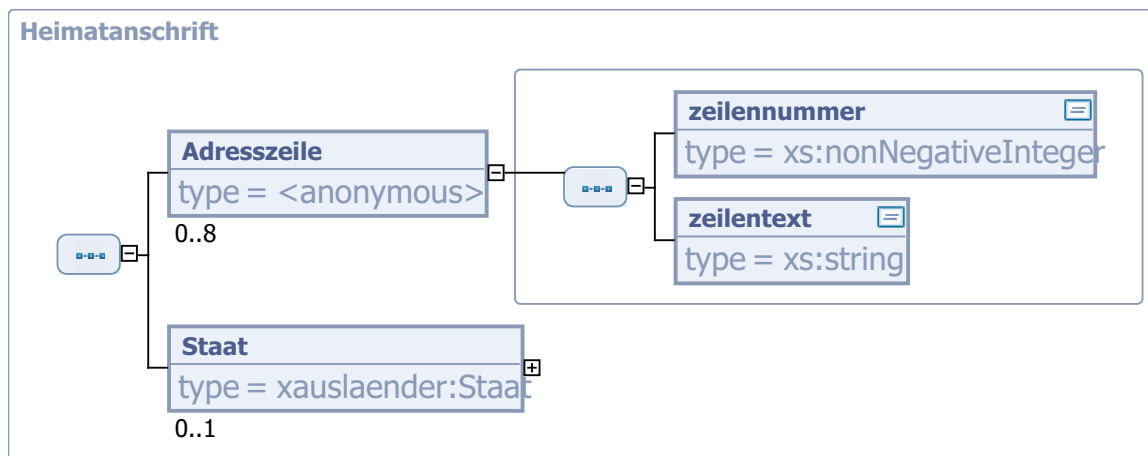 Heimatanschrift
zeilennummer
type = xs:nonNegativeInteger
Adresszeile
type = <anonymous>
0..8
zeilentext
type = xs:string
Staat
type = xauslaender:Staat
0..1